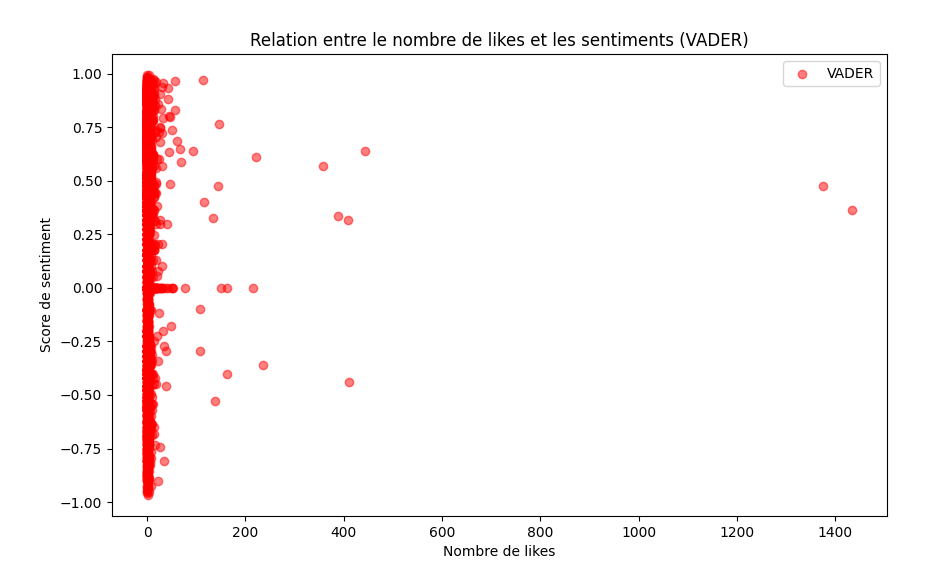 Relation entre le nombre de likes et les sentiments (VADER)
VADER
1.00
0.75
0.50
0.25
0.00
−0.25
−0.50
−0.75
−1.00
Score de sentiment
0 200 400 600 800 1000 1200 1400
Nombre de likes